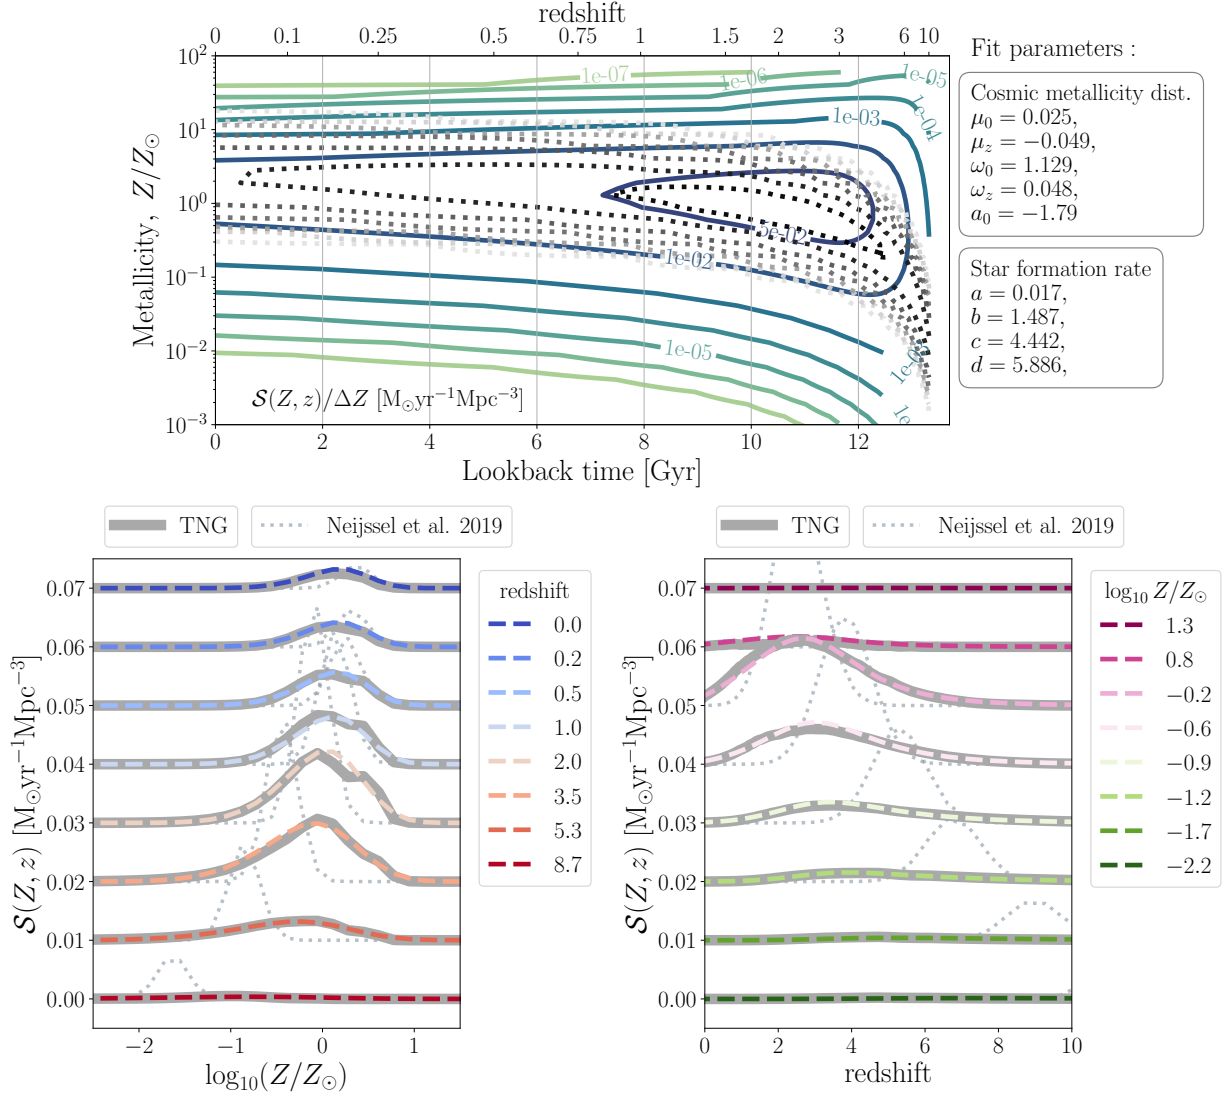 redshift
0 0.1 0.25 0.5 0.75 1 1.5 2 3 6 10
Metallicity, Z/Z⊙
10² 10¹ 10⁰ 10⁻¹ 10⁻² 10⁻³
1e-07 1e-06 1e-05
1e-04
1e-03
5e-02
1e-02
1e-05
𝒮(Z, z)/ΔZ [M⊙yr⁻¹Mpc⁻³]
0 2 4 6 8 10 12
Lookback time [Gyr]
Fit parameters :
Cosmic metallicity dist.
μ₀ = 0.025,
μ_z = −0.049,
ω₀ = 1.129,
ω_z = 0.048,
a₀ = −1.79
Star formation rate
a = 0.017,
b = 1.487,
c = 4.442,
d = 5.886,
TNG
Neijssel et al. 2019
𝒮(Z, z) [M⊙yr⁻¹Mpc⁻³]
0.07
0.06
0.05
0.04
0.03
0.02
0.01
0.00
−2 −1 0 1
log₁₀(Z/Z⊙)
redshift
0.0
0.2
0.5
1.0
2.0
3.5
5.3
8.7
TNG
Neijssel et al. 2019
𝒮(Z, z) [M⊙yr⁻¹Mpc⁻³]
0.07
0.06
0.05
0.04
0.03
0.02
0.01
0.00
0 2 4 6 8 10
redshift
log₁₀ Z/Z⊙
1.3
0.8
−0.2
−0.6
−0.9
−1.2
−1.7
−2.2